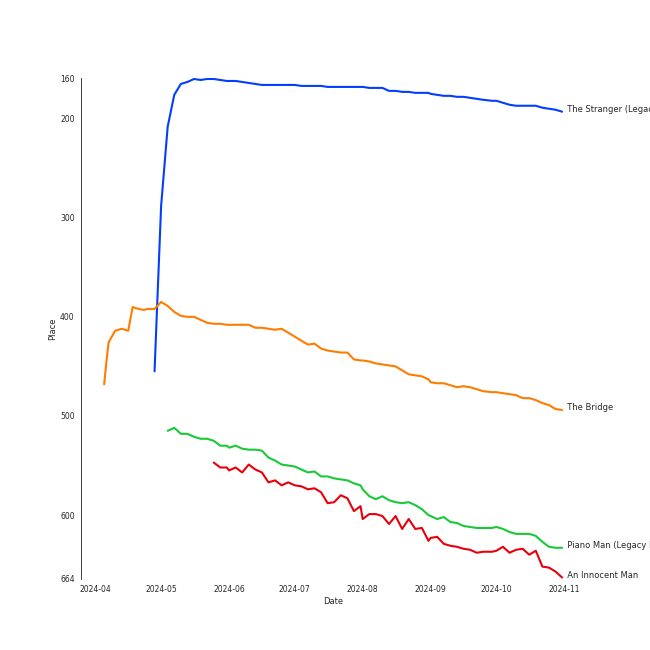 160
200
300
400
500
600
664
Place
2024-04
2024-05
2024-06
2024-07
2024-08
2024-09
2024-10
2024-11
Date
The Stranger (Legac
The Bridge
Piano Man (Legacy
An Innocent Man